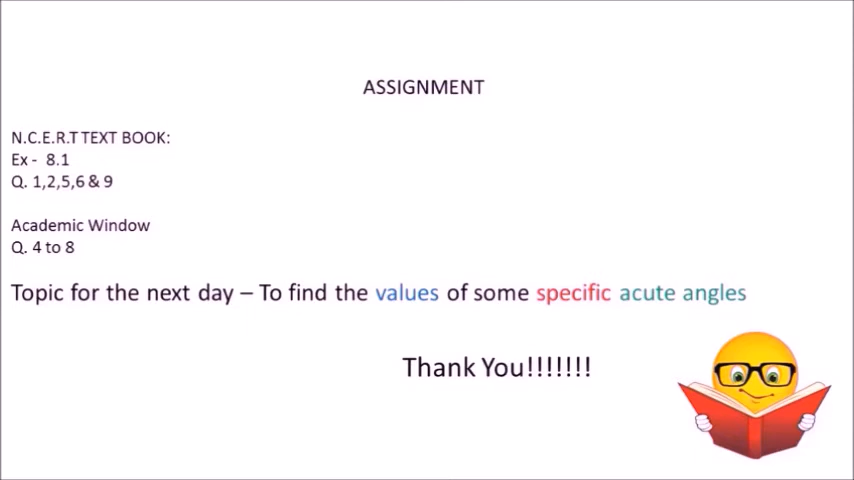 ASSIGNMENT
N.C.E.R.T TEXT BOOK:
Ex - 8.1
Q. 1,2,5,6 & 9
Academic Window
Q. 4 to 8
Topic for the next day – To find the values of some specific acute angles
Thank You!!!!!!!